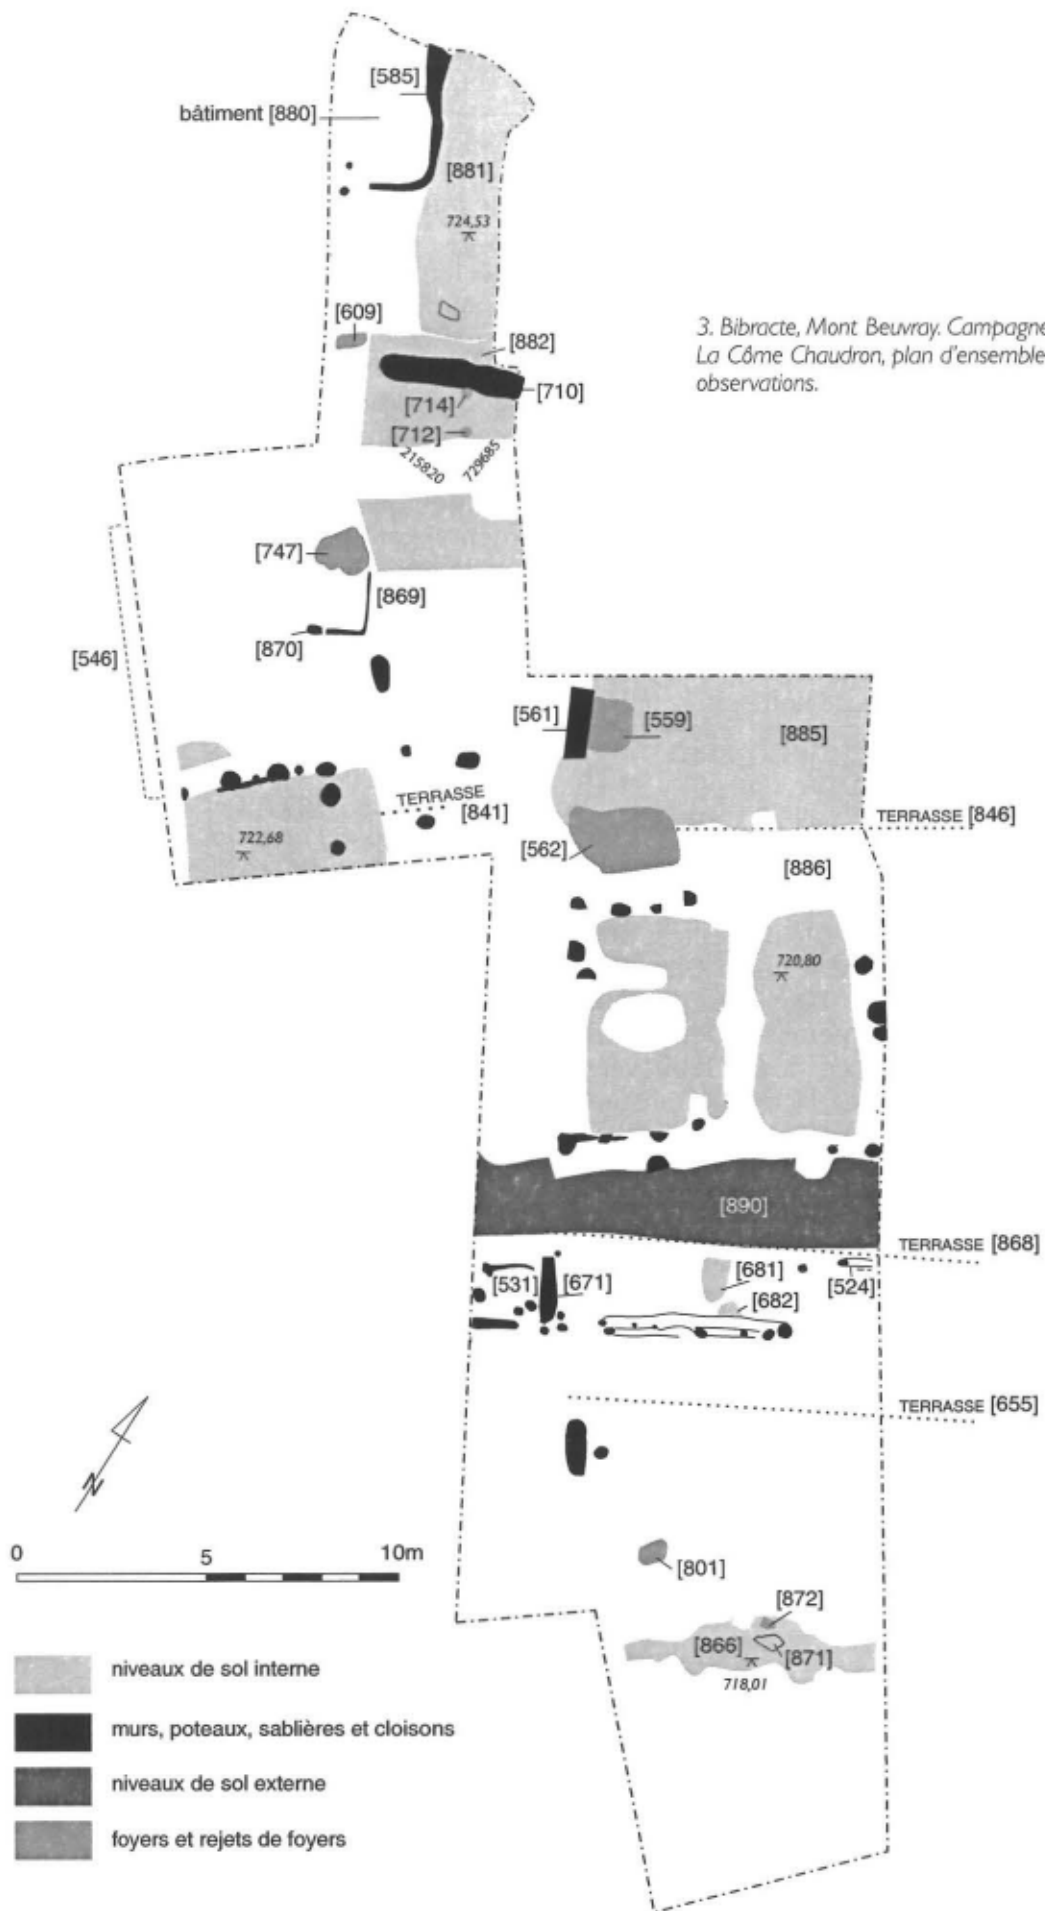 [585]
bâtiment [880]
[881]
724,53
[609]
[882]
3. Bibracte, Mont Beuvray. Campagne
La Côme Chaudron, plan d'ensemble
observations.
[710]
[714]
[712]
215820
729685
[747]
[869]
[870]
[546]
[561]
[559]
[885]
TERRASSE
[841]
TERRASSE [846]
722,68
[562]
[886]
720,80
[890]
TERRASSE [868]
[531]
[671]
[681]
[524]
[682]
TERRASSE [655]
N
0 5 10m
[801]
[872]
[866]
[871]
718,01
niveaux de sol interne
murs, poteaux, sablières et cloisons
niveaux de sol externe
foyers et rejets de foyers